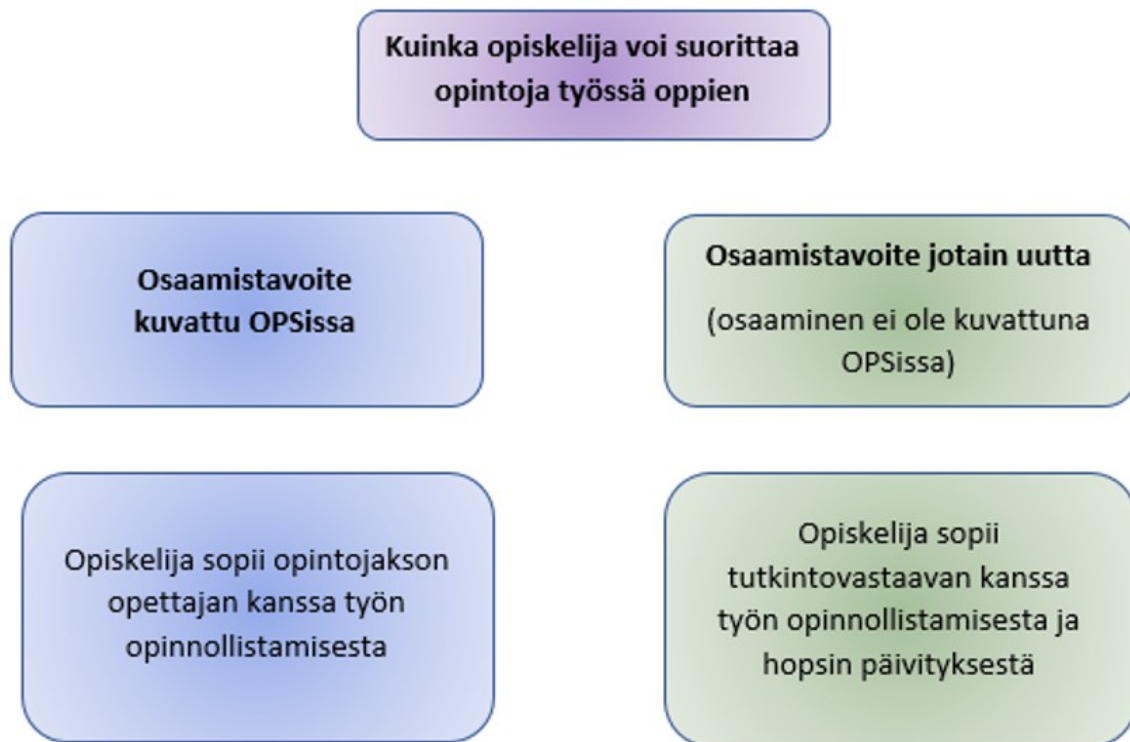 Kuinka opiskelija voi suorittaa
opintoja työssä oppien
Osaamistavoite
kuvattu OPSissa
Osaamistavoite jotain uutta
(osaaminen ei ole kuvattuna
OPSissa)
Opiskelija sopii opintojakson
opettajan kanssa työn
opinnollistamisesta
Opiskelija sopii
tutkintovastaavan kanssa
työn opinnollistamisesta ja
hopsin päivityksestä